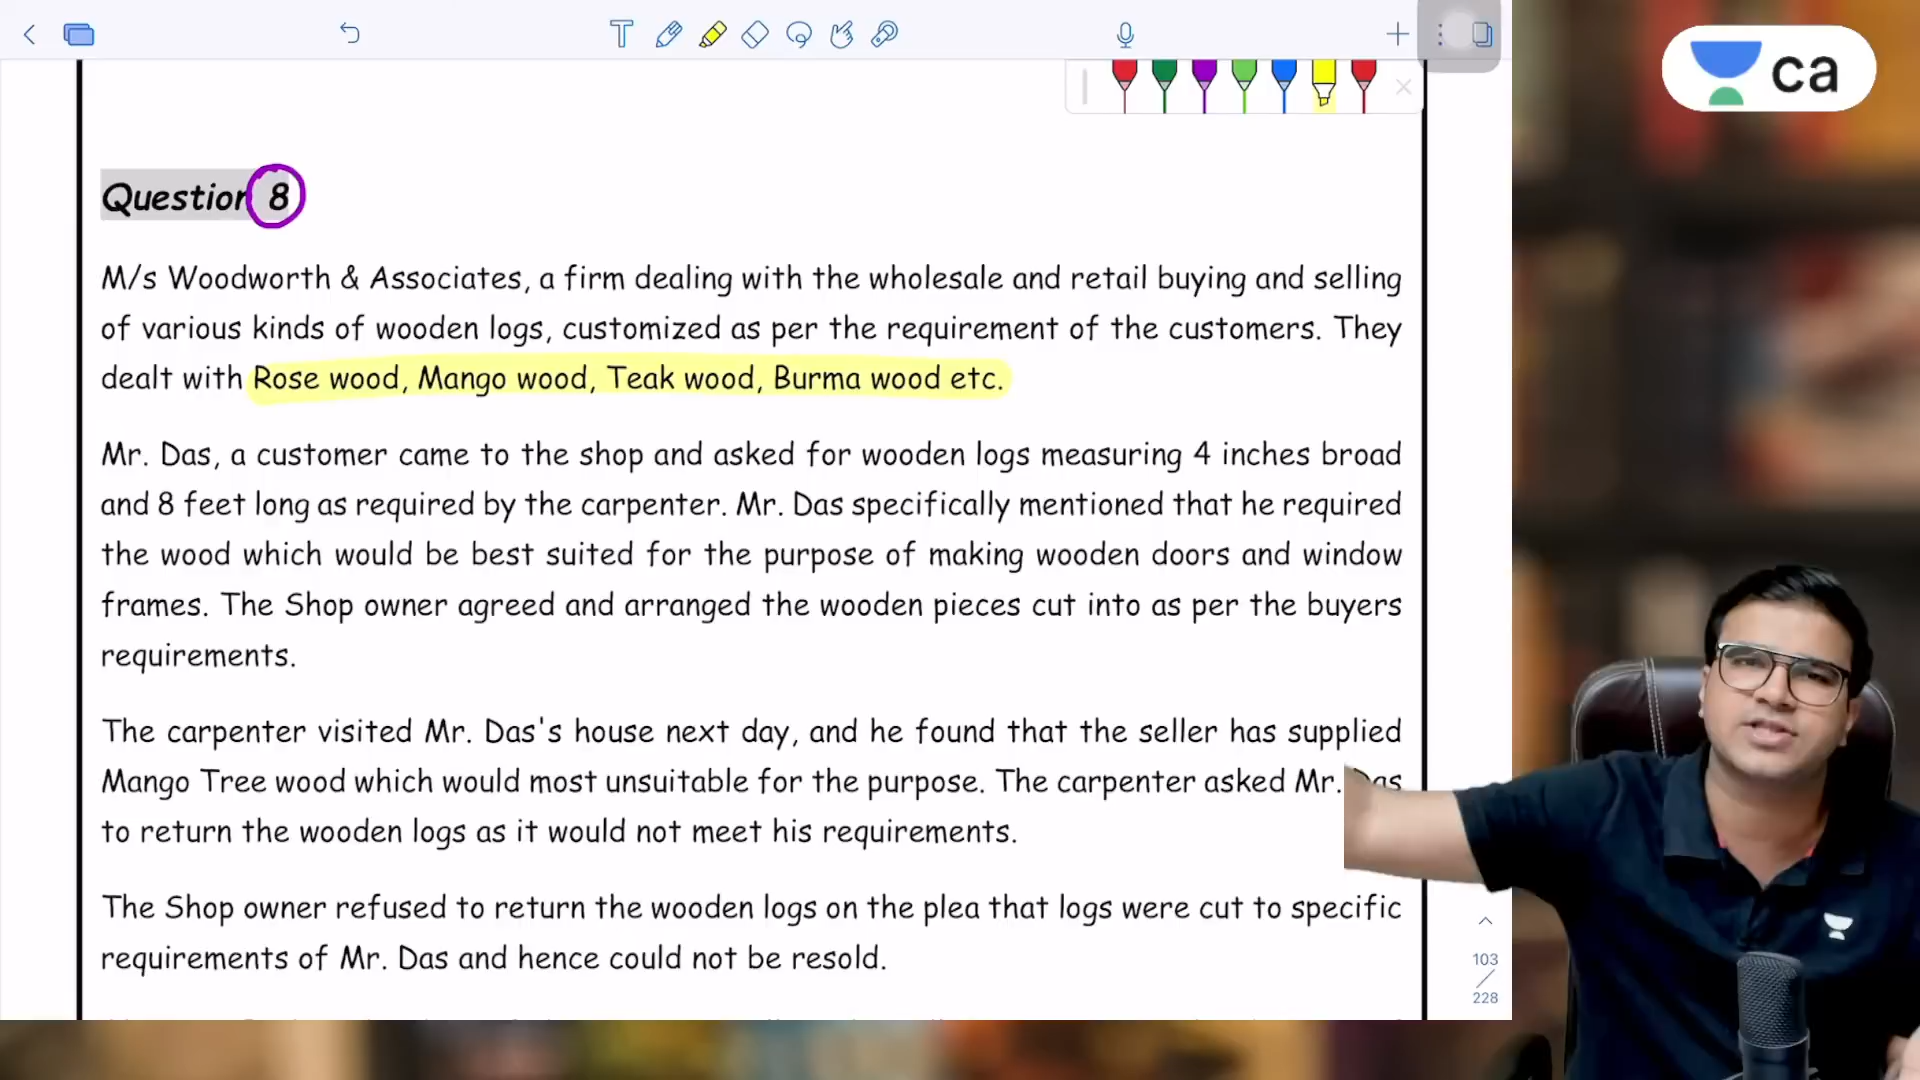 ca
Question 8
M/s Woodworth & Associates, a firm dealing with the wholesale and retail buying and selling
of various kinds of wooden logs, customized as per the requirement of the customers. They
dealt with Rose wood, Mango wood, Teak wood, Burma wood etc.
Mr. Das, a customer came to the shop and asked for wooden logs measuring 4 inches broad
and 8 feet long as required by the carpenter. Mr. Das specifically mentioned that he required
the wood which would be best suited for the purpose of making wooden doors and window
frames. The Shop owner agreed and arranged the wooden pieces cut into as per the buyers
requirements.
The carpenter visited Mr. Das's house next day, and he found that the seller has supplied
Mango Tree wood which would most unsuitable for the purpose. The carpenter asked Mr. Das
to return the wooden logs as it would not meet his requirements.
The Shop owner refused to return the wooden logs on the plea that logs were cut to specific
requirements of Mr. Das and hence could not be resold.
103
228